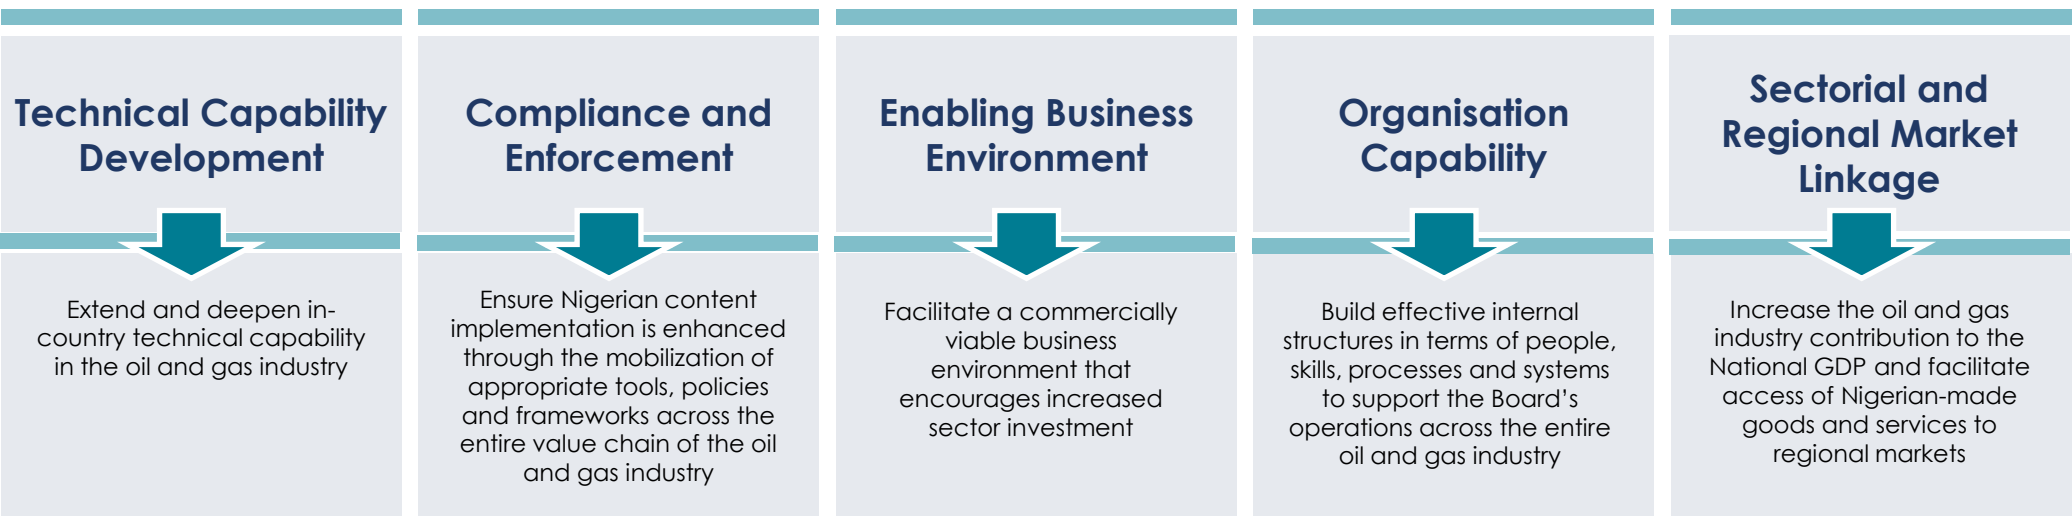 Technical Capability
Development
Extend and deepen in-
country technical capability
in the oil and gas industry
Compliance and
Enforcement
Ensure Nigerian content
implementation is enhanced
through the mobilization of
appropriate tools, policies
and frameworks across the
entire value chain of the oil
and gas industry
Enabling Business
Environment
Facilitate a commercially
viable business
environment that
encourages increased
sector investment
Organisation
Capability
Build effective internal
structures in terms of people,
skills, processes and systems
to support the Board’s
operations across the entire
oil and gas industry
Sectorial and
Regional Market
Linkage
Increase the oil and gas
industry contribution to the
National GDP and facilitate
access of Nigerian-made
goods and services to
regional markets